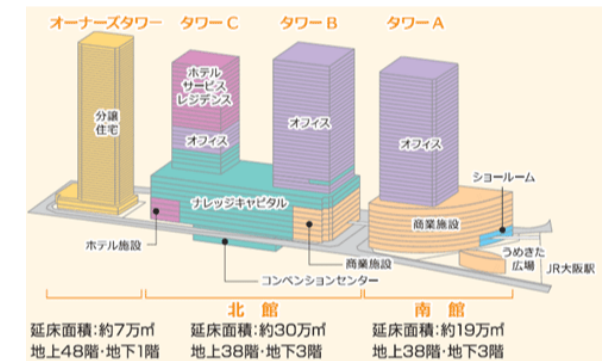 オーナーズタワー
タワーC
タワーB
タワーA
ホテル
サービス
レジデンス
分譲
住宅
オフィス
オフィス
オフィス
ショールーム
ナレッジキャピタル
商業施設
ホテル施設
商業施設
うめきた
広場
JR大阪駅
コンベンションセンター
北館
南館
延床面積:約7万㎡
地上48階・地下1階
延床面積:約30万㎡
地上38階・地下3階
延床面積:約19万㎡
地上38階・地下3階